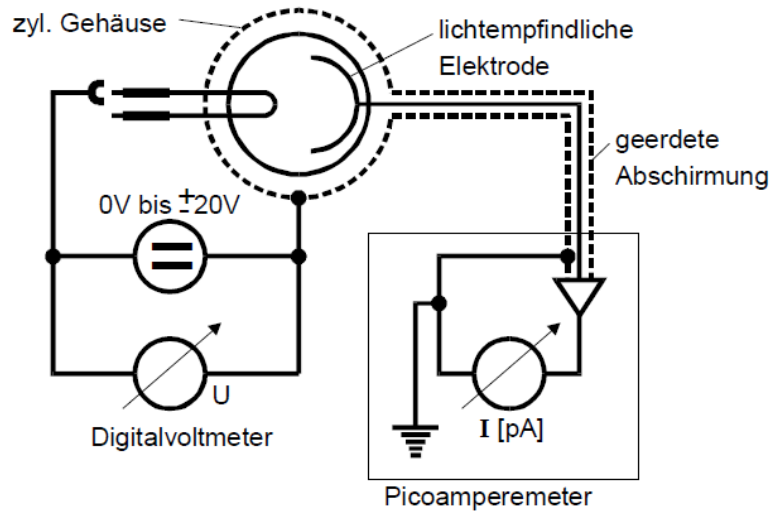 zyl. Gehäuse
lichtempfindliche
Elektrode
geerdete
Abschirmung
0V bis ±20V
U
Digitalvoltmeter
I [pA]
Picoamperemeter